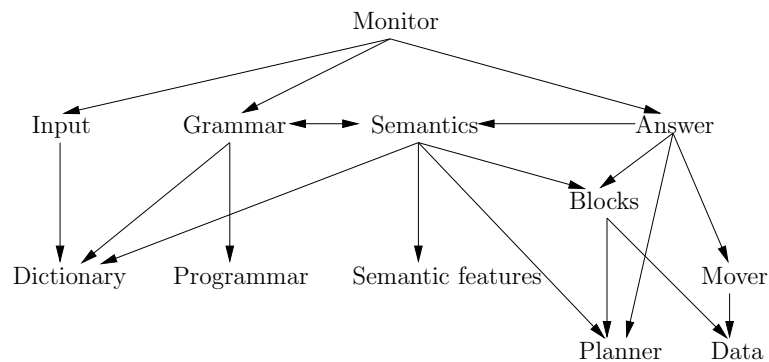 Monitor
Input Grammar Semantics Answer
Blocks
Dictionary Programmar Semantic features Mover
Planner Data